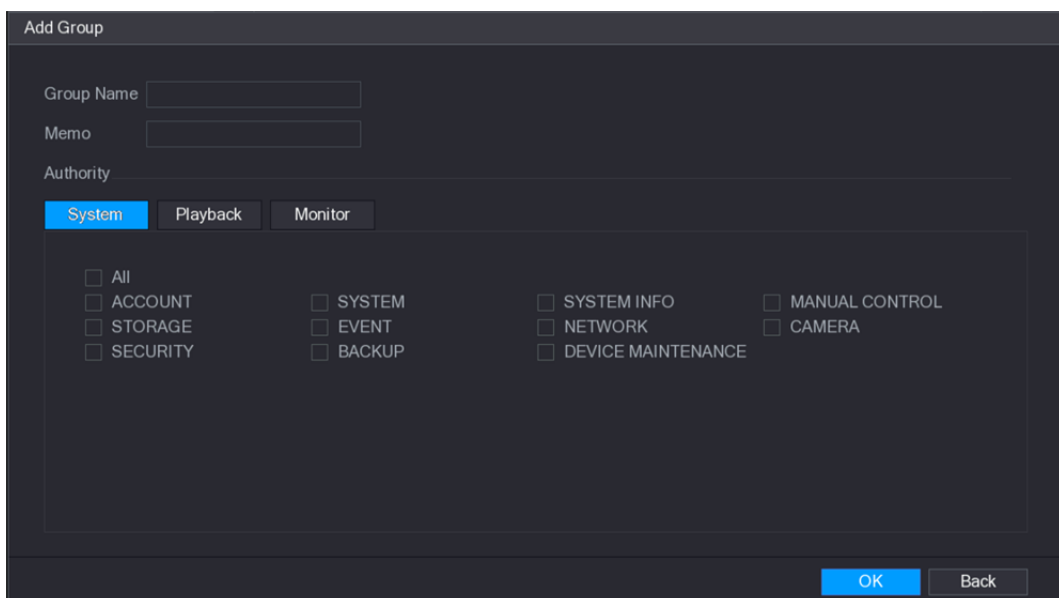 Add Group
Group Name
Memo
Authority
System Playback Monitor
All
ACCOUNT SYSTEM SYSTEM INFO MANUAL CONTROL
STORAGE EVENT NETWORK CAMERA
SECURITY BACKUP DEVICE MAINTENANCE
OK Back